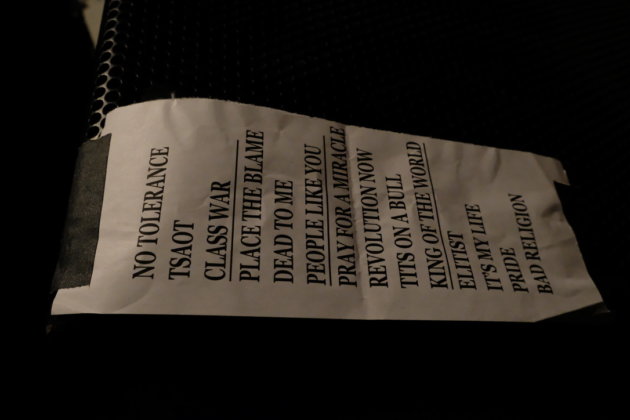 NO TOLERANCE
TSAOT
CLASS WAR
PLACE THE BLAME
DEAD TO ME
PEOPLE LIKE YOU
PRAY FOR A MIRACLE
REVOLUTION NOW
TITS ON A BULL
KING OF THE WORLD
ELITIST
IT'S MY LIFE
PRIDE
BAD RELIGION